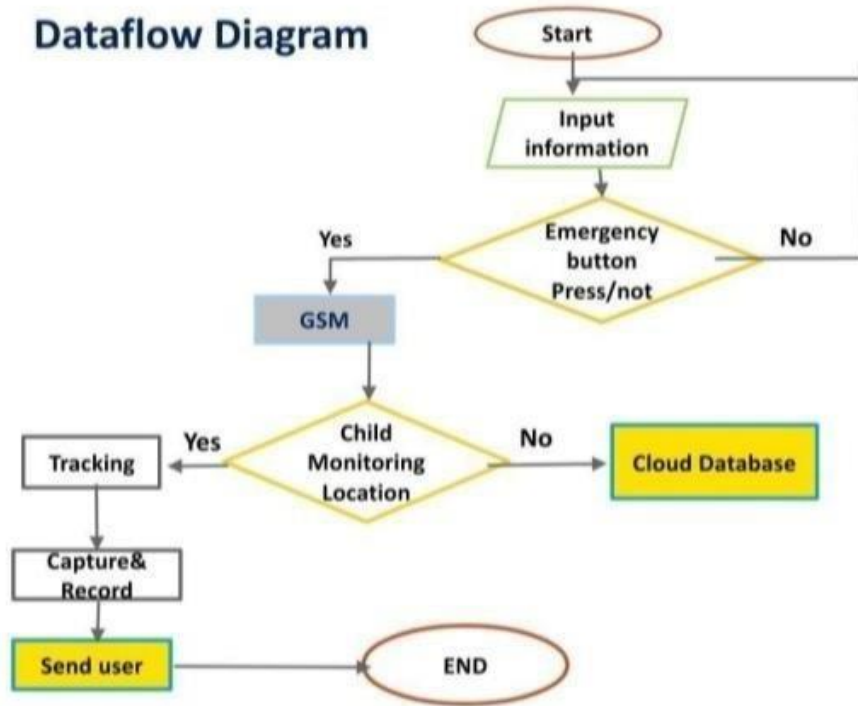 Dataflow Diagram
Start
Input
information
Emergency
button
Press/not
Yes
No
GSM
Child
Monitoring
Location
Yes
No
Tracking
Cloud Database
Capture&
Record
Send user
END